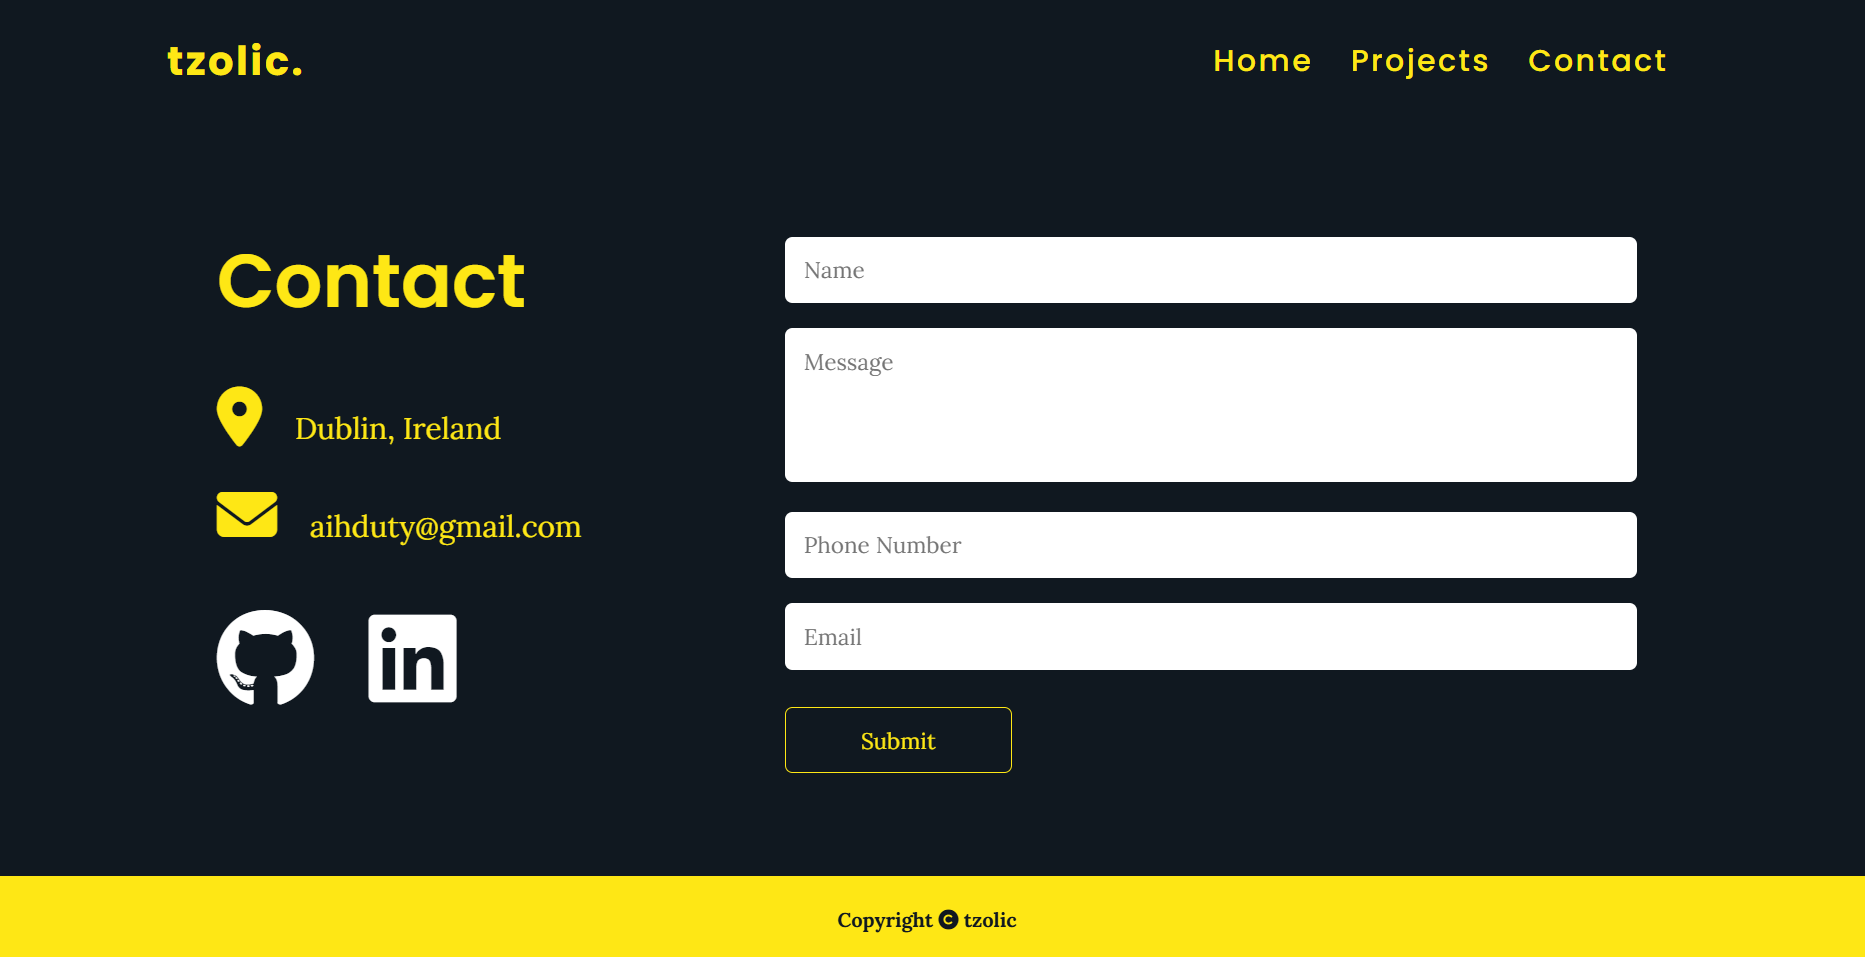 tzolic.
Home Projects Contact
Contact
Dublin, Ireland
aihduty@gmail.com
Name
Message
Phone Number
Email
Submit
Copyright © tzolic